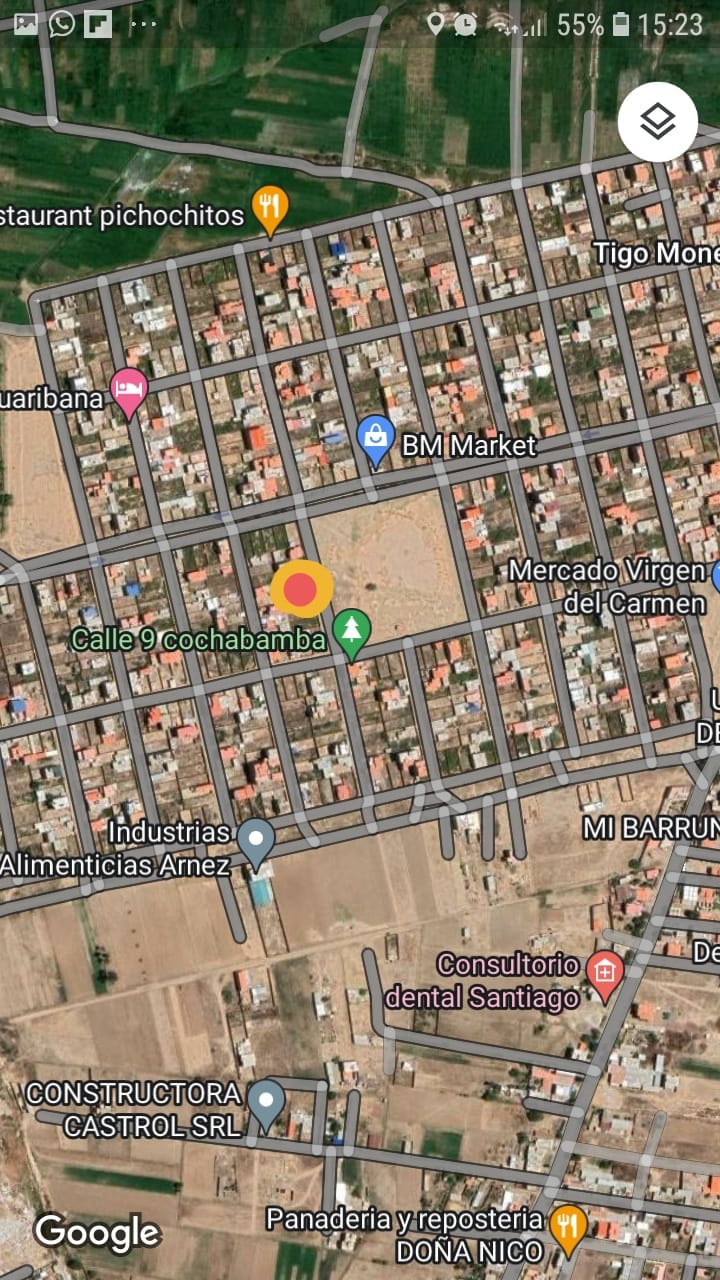 55% 15:23
staurant pichochitos
Tigo Mone
uaribana
BM Market
Mercado Virgen
del Carmen
Calle 9 cochabamba
U
DE
Industrias
Alimenticias Arnez
MI BARRUN
De
Consultorio
dental Santiago
CONSTRUCTORA
CASTROL SRL
Google
Panaderia y reposteria
DOÑA NICO